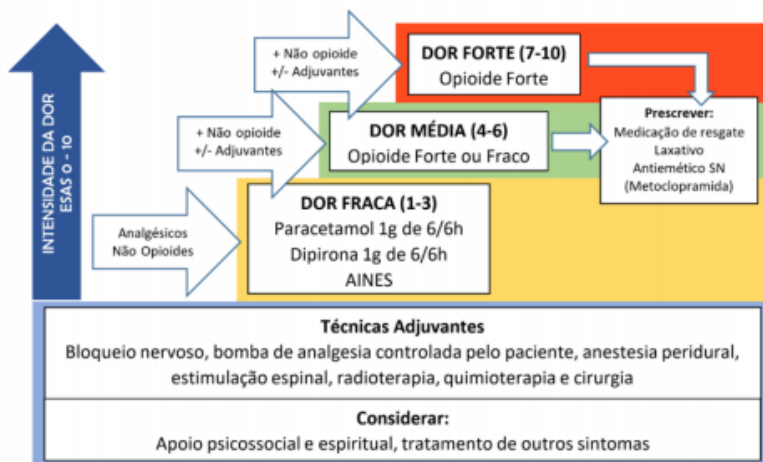 INTENSIDADE DA DOR
ESAS 0 - 10
+ Não opioide
+/- Adjuvantes
DOR FORTE (7-10)
Opioide Forte
+ Não opioide
+/- Adjuvantes
DOR MÉDIA (4-6)
Opioide Forte ou Fraco
Prescrever:
Medicação de resgate
Laxativo
Antiemético SN
(Metoclopramida)
Analgésicos
Não Opioides
DOR FRACA (1-3)
Paracetamol 1g de 6/6h
Dipirona 1g de 6/6h
AINES
Técnicas Adjuvantes
Bloqueio nervoso, bomba de analgesia controlada pelo paciente, anestesia peridural,
estimulação espinal, radioterapia, quimioterapia e cirurgia
Considerar:
Apoio psicossocial e espiritual, tratamento de outros sintomas